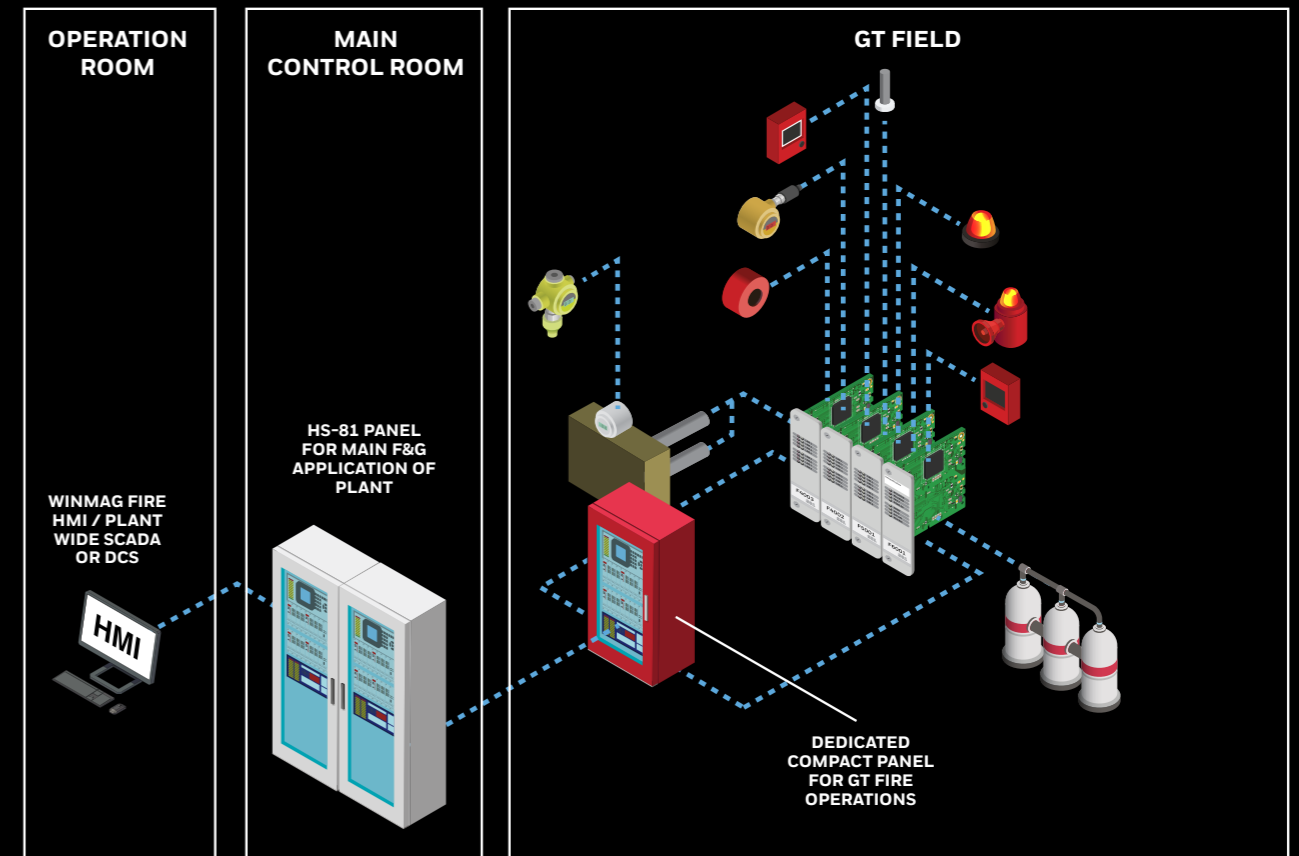 OPERATION
ROOM
MAIN
CONTROL ROOM
GT FIELD
HS-81 PANEL
FOR MAIN F&G
APPLICATION OF
PLANT
WINMAG FIRE
HMI / PLANT
WIDE SCADA
OR DCS
HMI
DEDICATED
COMPACT PANEL
FOR GT FIRE
OPERATIONS